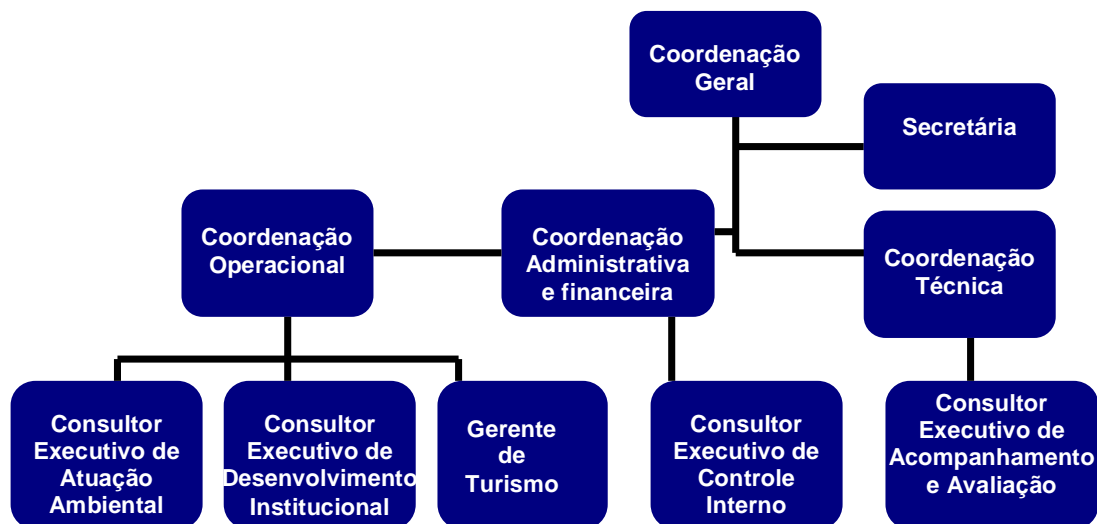 Coordenação
Geral
Secretária
Coordenação
Operacional
Coordenação
Administrativa
e financeira
Coordenação
Técnica
Consultor
Executivo de
Atuação
Ambiental
Consultor
Executivo de
Desenvolvimento
Institucional
Gerente
de
Turismo
Consultor
Executivo de
Controle
Interno
Consultor
Executivo de
Acompanhamento
e Avaliação